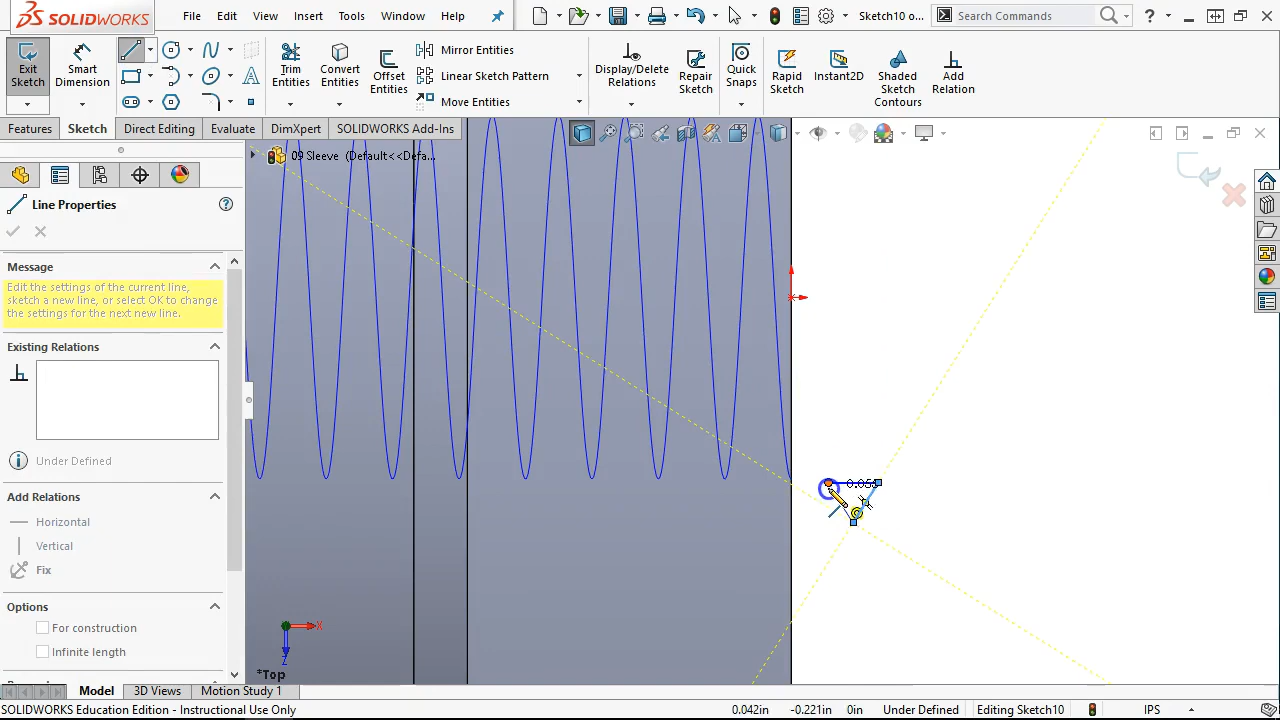 SOLIDWORKS
File
Edit
View
Insert
Tools
Window
Help
Sketch10 o...
Search Commands
Exit Sketch
Smart Dimension
Trim Entities
Convert Entities
Offset Entities
Mirror Entities
Linear Sketch Pattern
Move Entities
Display/Delete Relations
Repair Sketch
Quick Snaps
Rapid Sketch
Instant2D
Shaded Sketch Contours
Add Relation
Features
Sketch
Direct Editing
Evaluate
DimXpert
SOLIDWORKS Add-Ins
09 Sleeve (Default<<Defa...
Line Properties
Message
Edit the settings of the current line,
sketch a new line, or select OK to change
the settings for the next new line.
Existing Relations
Under Defined
Add Relations
Horizontal
Vertical
Fix
Options
For construction
Infinite length
X
Z
*Top
Model
3D Views
Motion Study 1
SOLIDWORKS Education Edition - Instructional Use Only
0.042in
-0.221in
0in
Under Defined
Editing Sketch10
IPS